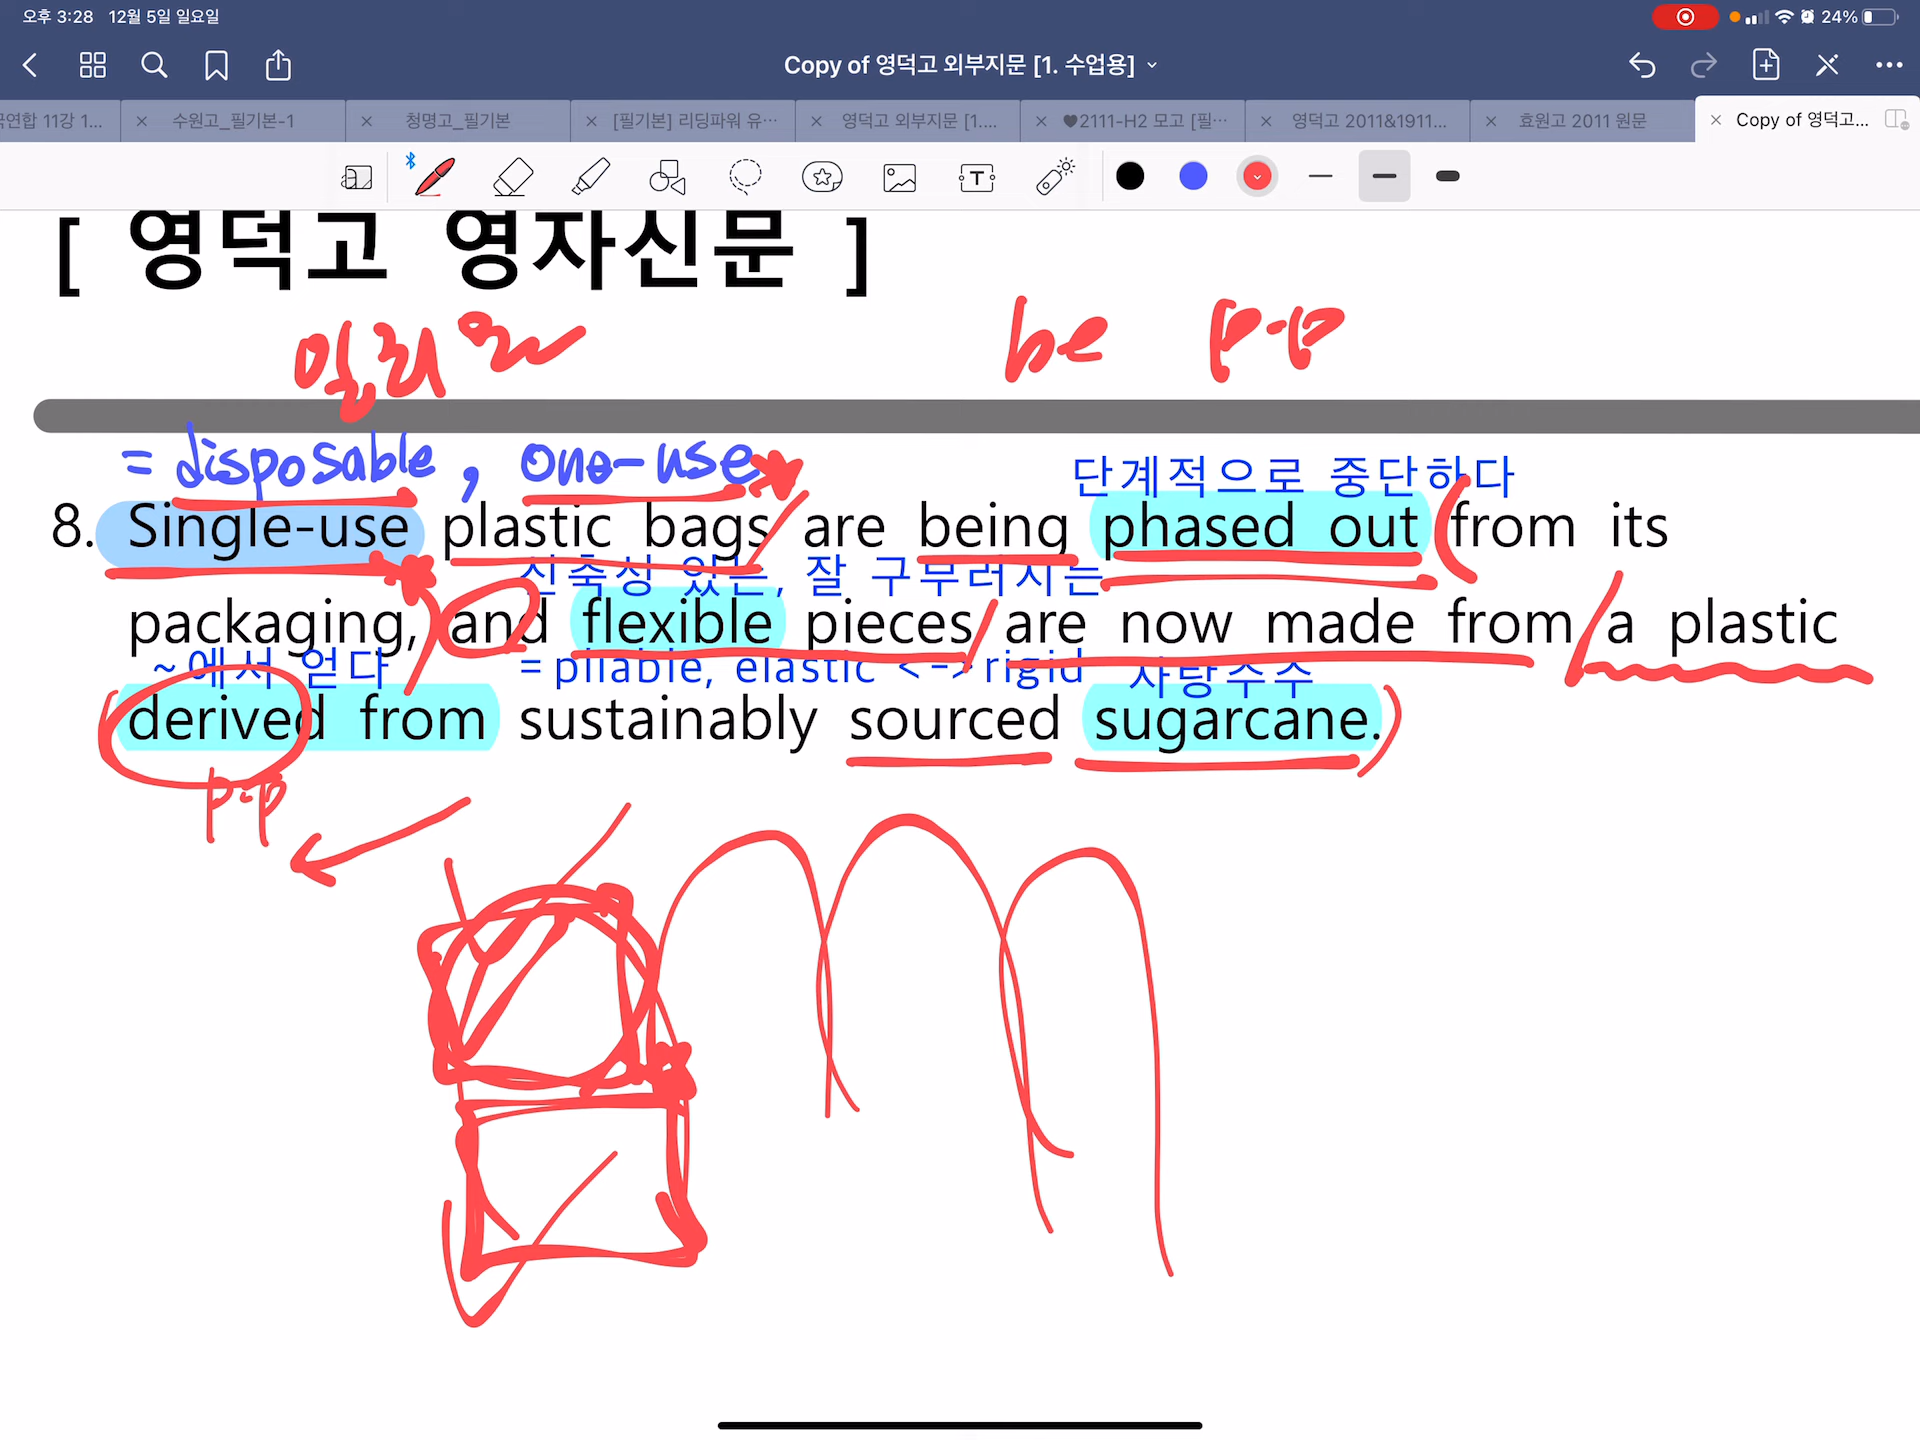 오후 3:28 12월 5일 일요일 24%
Copy of 영덕고 외부지문 [1. 수업용]
연합 11강 1... 수원고_필기본-1 청명고_필기본 [필기본] 리딩파워 유... 영덕고 외부지문 [1.... ♥2111-H2 모고 [필... 영덕고 2011&1911... 효원고 2011 원문 Copy of 영덕고...
[ 영덕고 영자신문 ]
be p.p
= disposable, one-use
단계적으로 중단하다
8. Single-use plastic bags are being phased out from its
신축성 있는, 잘 구부러지는
packaging, and flexible pieces are now made from a plastic
~에서 얻다 = pliable, elastic <-> rigid 사탕수수
derived from sustainably sourced sugarcane.
p.p